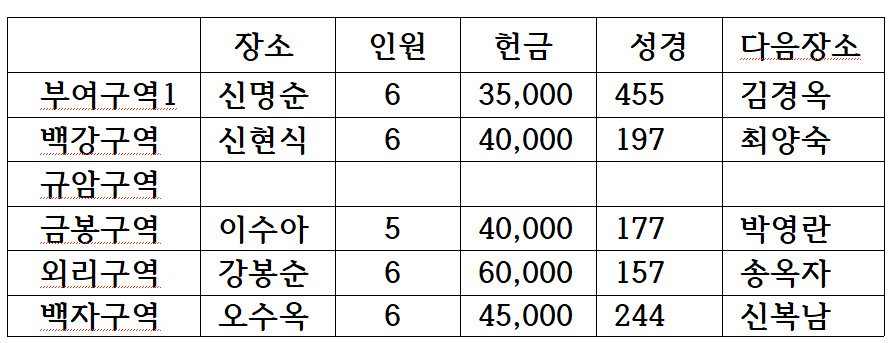 장소 인원 헌금 성경 다음장소
부여구역1 신명순 6 35,000 455 김경옥
백강구역 신현식 6 40,000 197 최양숙
규암구역
금봉구역 이수아 5 40,000 177 박영란
외리구역 강봉순 6 60,000 157 송옥자
백자구역 오수옥 6 45,000 244 신복남